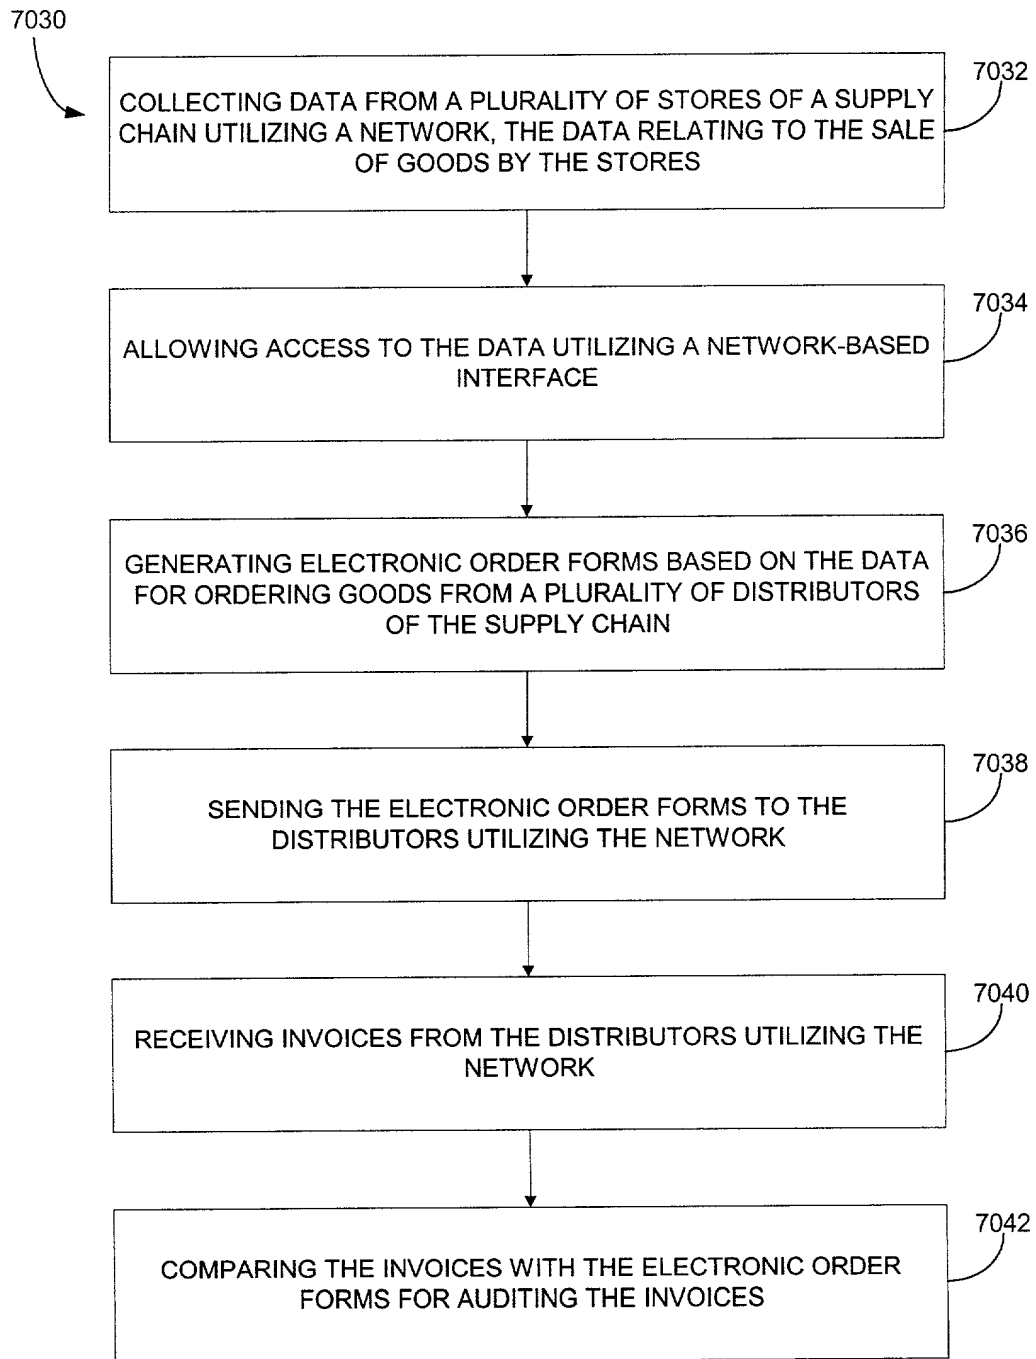 7030
7032
COLLECTING DATA FROM A PLURALITY OF STORES OF A SUPPLY
CHAIN UTILIZING A NETWORK, THE DATA RELATING TO THE SALE
OF GOODS BY THE STORES
7034
ALLOWING ACCESS TO THE DATA UTILIZING A NETWORK-BASED
INTERFACE
7036
GENERATING ELECTRONIC ORDER FORMS BASED ON THE DATA
FOR ORDERING GOODS FROM A PLURALITY OF DISTRIBUTORS
OF THE SUPPLY CHAIN
7038
SENDING THE ELECTRONIC ORDER FORMS TO THE
DISTRIBUTORS UTILIZING THE NETWORK
7040
RECEIVING INVOICES FROM THE DISTRIBUTORS UTILIZING THE
NETWORK
7042
COMPARING THE INVOICES WITH THE ELECTRONIC ORDER
FORMS FOR AUDITING THE INVOICES